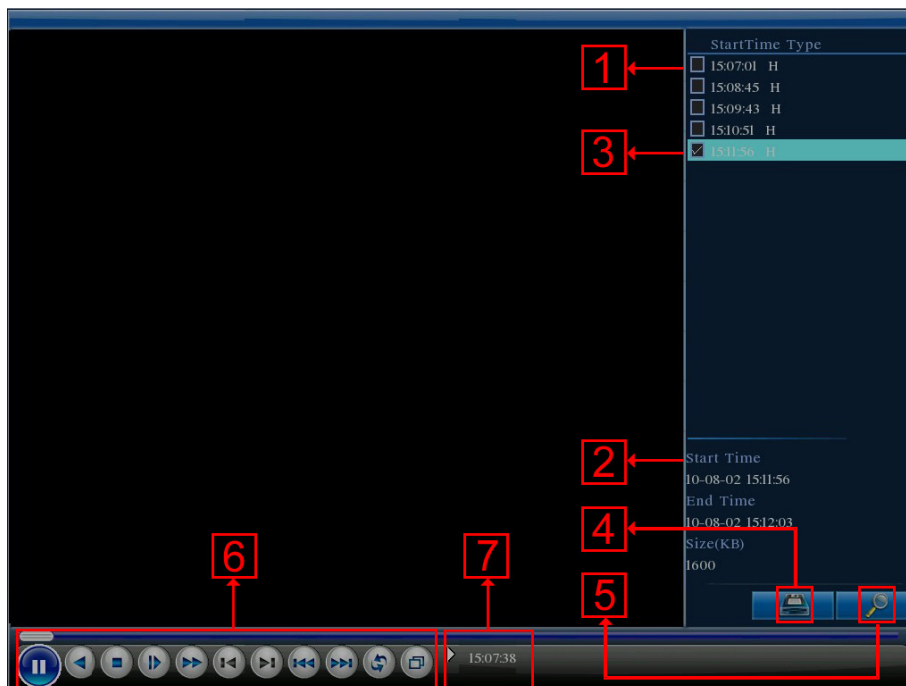 StartTime Type
1
15:07:01 H
15:08:45 H
15:09:43 H
15:10:51 H
3
15:11:56 H
2
Start Time
10-08-02 15:11:56
End Time
4
10-08-02 15:12:03
6
7
Size(KB)
1600
5
15:07:38